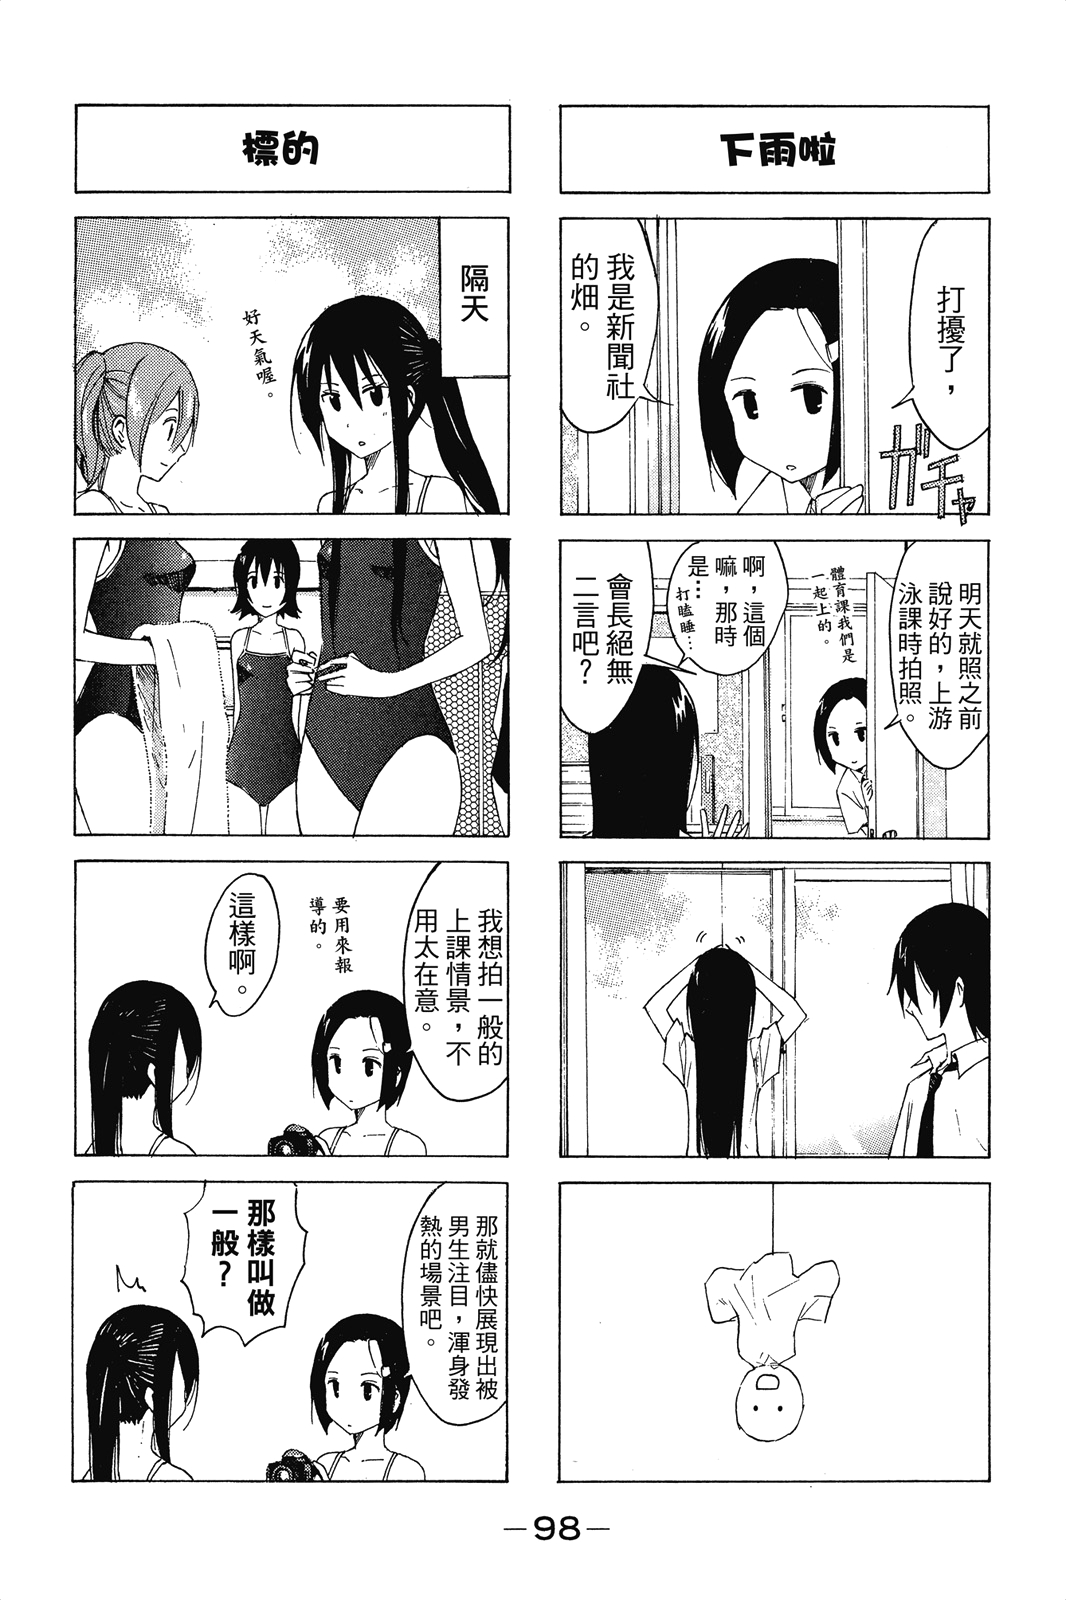 下雨啦
打擾了，
ガチャ
我是新聞社
的畑。
明天就照之前
說好的，上游
泳課時拍照。
體育課我們是
一起上的。
啊，這個
嘛，那時
是…
打瞌睡…
會長絕無
二言吧？
標的
隔天
好天氣喔。
我想拍一般的
上課情景，不
用太在意。
要用來報
導的。
這樣啊。
那就儘快展現出被
男生注目，渾身發
熱的場景吧。
那樣叫做
一般？
—98—